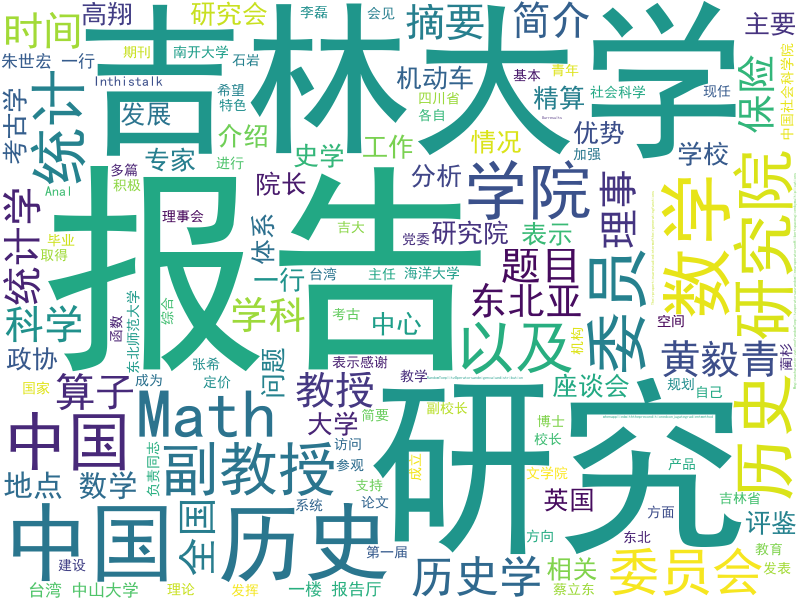 吉林大学
报告
研究
中国
历史
中国
历史
研究院
数学
学院
委员
以及
副教授
Math
委员会
历史学
东北亚
黄毅青
教授
题目
算子
科学
统计
统计学
时间
高翔
研究会
李磊
会见
摘要
简介
主要
朱世宏
一行
期刊
南开大学
石岩
Inthistalk
希望
特色
机动车
基本
青年
四川省
各自
精算
社会科学
现任
保险
中国社会科学院
考古学
发展
介绍
史学
工作
情况
加强
优势
学校
专家
多篇
积极
进行
Anal
院长
分析
理事
理事会
体系
吉大
党委
研究院
表示
毕业
取得
一行
台湾
主任
海洋大学
学科
中心
考古
空间
函数
东北师范大学
综合
机构
蔺杉
政协
问题
表示感谢
教学
国家
成为
张希
定价
座谈会
规划
自己
大学
简要
副校长
博士
校长
地点
数学
负责同志
访问
参观
成立
文学院
产品
支持
英国
吉林省
全国
系统
论文
方向
方面
评鉴
东北
建设
第一届
相关
教育
发表
台湾
中山大学
理论
发挥
一楼
报告厅
蔡立东